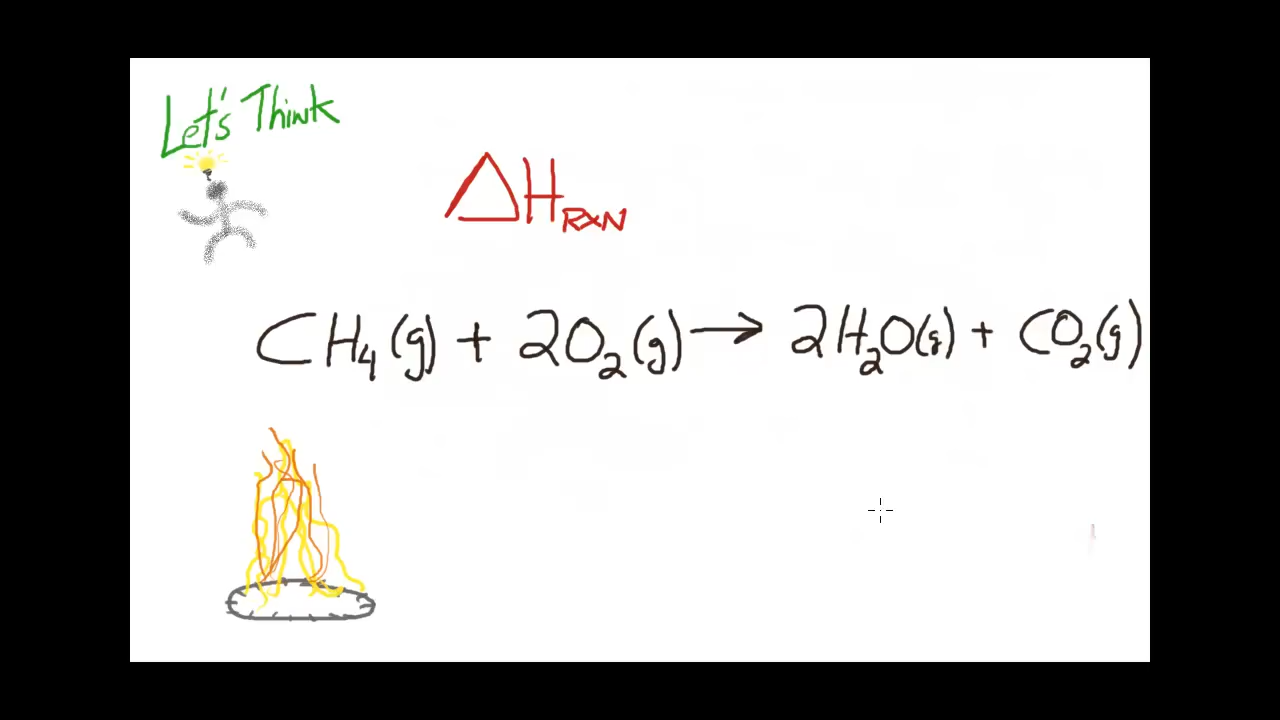 Let's Think
ΔH_RXN
CH₄(g) + 2O₂(g) → 2H₂O(g) + CO₂(g)